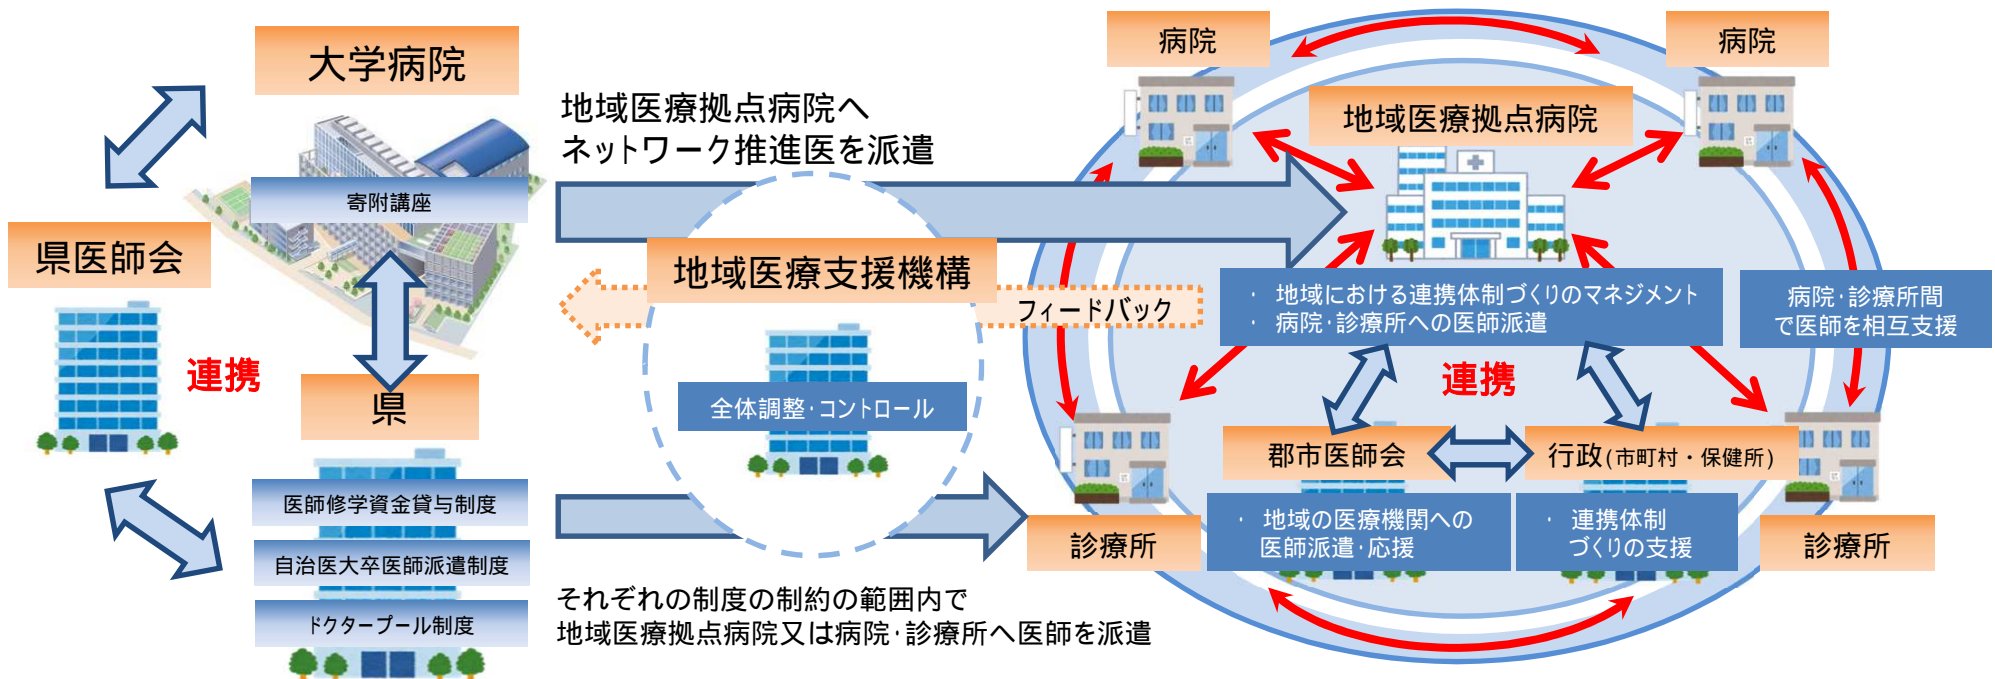 大学病院
寄附講座
県医師会
連携
県
医師修学資金貸与制度
自治医大卒医師派遣制度
ドクタープール制度
地域医療拠点病院へ
ネットワーク推進医を派遣
地域医療支援機構
全体調整・コントロール
フィードバック
それぞれの制度の制約の範囲内で
地域医療拠点病院又は病院・診療所へ医師を派遣
病院
病院
地域医療拠点病院
・ 地域における連携体制づくりのマネジメント
・ 病院・診療所への医師派遣
病院・診療所間
で医師を相互支援
連携
郡市医師会
行政(市町村・保健所)
・ 地域の医療機関への
医師派遣・応援
・ 連携体制
づくりの支援
診療所
診療所